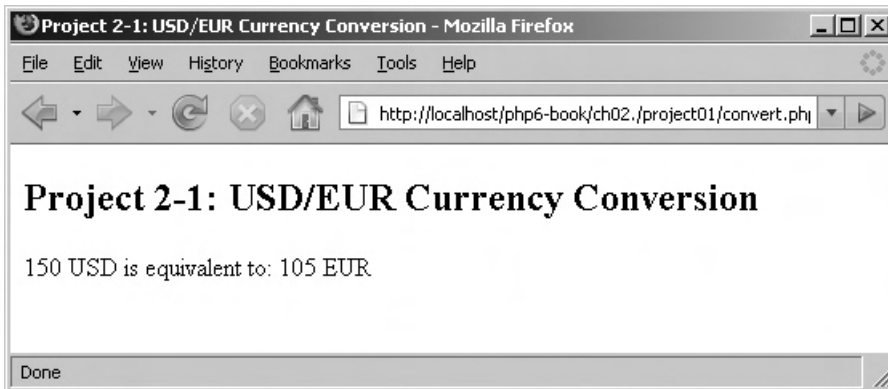 Project 2-1: USD/EUR Currency Conversion - Mozilla Firefox
File Edit View History Bookmarks Tools Help
http://localhost/php6-book/ch02./project01/convert.php
Project 2-1: USD/EUR Currency Conversion
150 USD is equivalent to: 105 EUR
Done